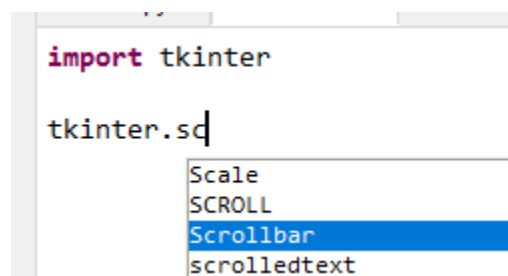 import tkinter
tkinter.sc
Scale
SCROLL
Scrollbar
scrolledtext